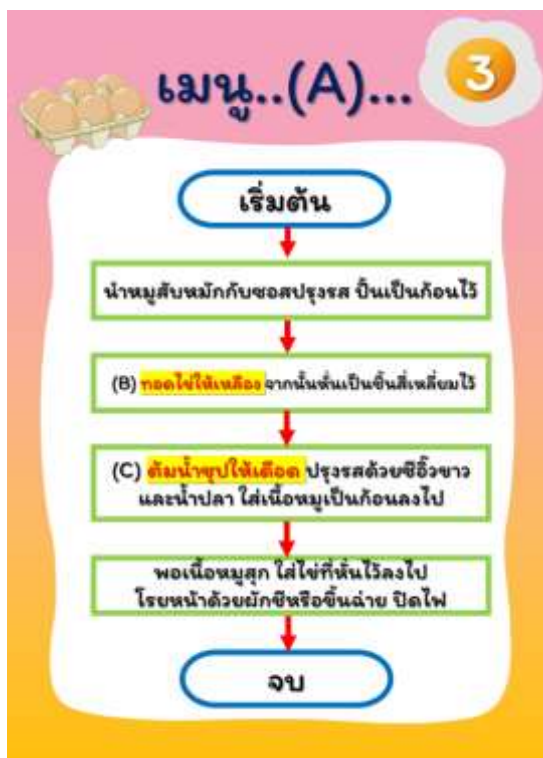 เมนู..(A)...
3
เริ่มต้น
นำหมูสับหมักกับซอสปรุงรส ปั้นเป็นก้อนไว้
(B) ทอดไข่ให้เหลือง จากนั้นหั่นเป็นชิ้นสี่เหลี่ยมไว้
(C) ต้มน้ำซุปให้เดือด ปรุงรสด้วยซีอิ๊วขาว
และน้ำปลา ใส่เนื้อหมูเป็นก้อนลงไป
พอเนื้อหมูสุก ใส่ไข่ที่หั่นไว้ลงไป
โรยหน้าด้วยผักชีหรือขึ้นฉ่าย ปิดไฟ
จบ